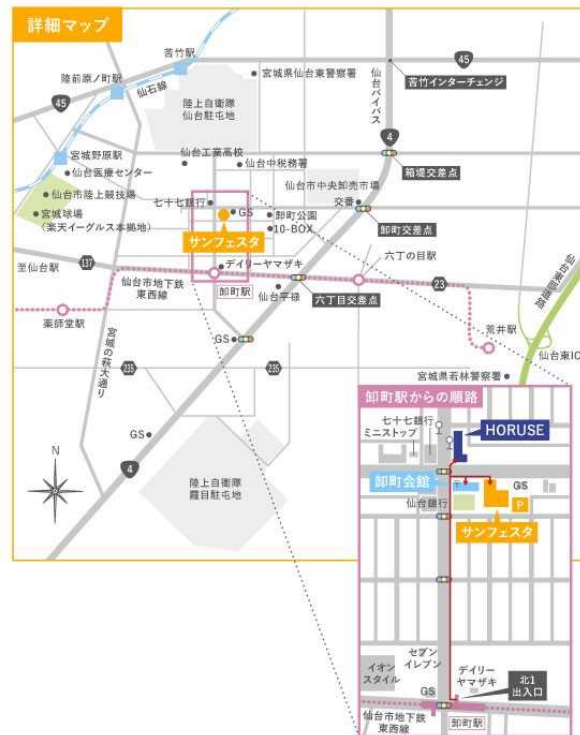 詳細マップ
苦竹駅
陸前原ノ町駅
仙石線
45
宮城県仙台東警察署
45
苦竹インターチェンジ
陸上自衛隊
仙台駐屯地
仙台バイパス
4
宮城野原駅
仙台医療センター
仙台工業高校
仙台中税務署
箱堤交差点
仙台市中央卸売市場
仙台市陸上競技場
七十七銀行
GS
卸町公園
交番
宮城球場
(楽天イーグルス本拠地)
10-BOX
卸町交差点
サンフェスタ
至仙台駅
137
デイリーヤマザキ
六丁の目駅
仙台市地下鉄
東西線
卸町駅
仙台平禄
六丁目交差点
23
仙台東部道路
薬師堂駅
荒井駅
宮城の萩大通り
GS
仙台東IC
235
235
宮城県若林警察署
GS
N
4
陸上自衛隊
霞目駐屯地
卸町駅からの順路
七十七銀行
ミニストップ
HORUSE
卸町会館
GS
仙台銀行
P
サンフェスタ
セブン
イレブン
イオン
スタイル
デイリー
ヤマザキ
北1
出入口
GS
仙台市地下鉄
東西線
卸町駅